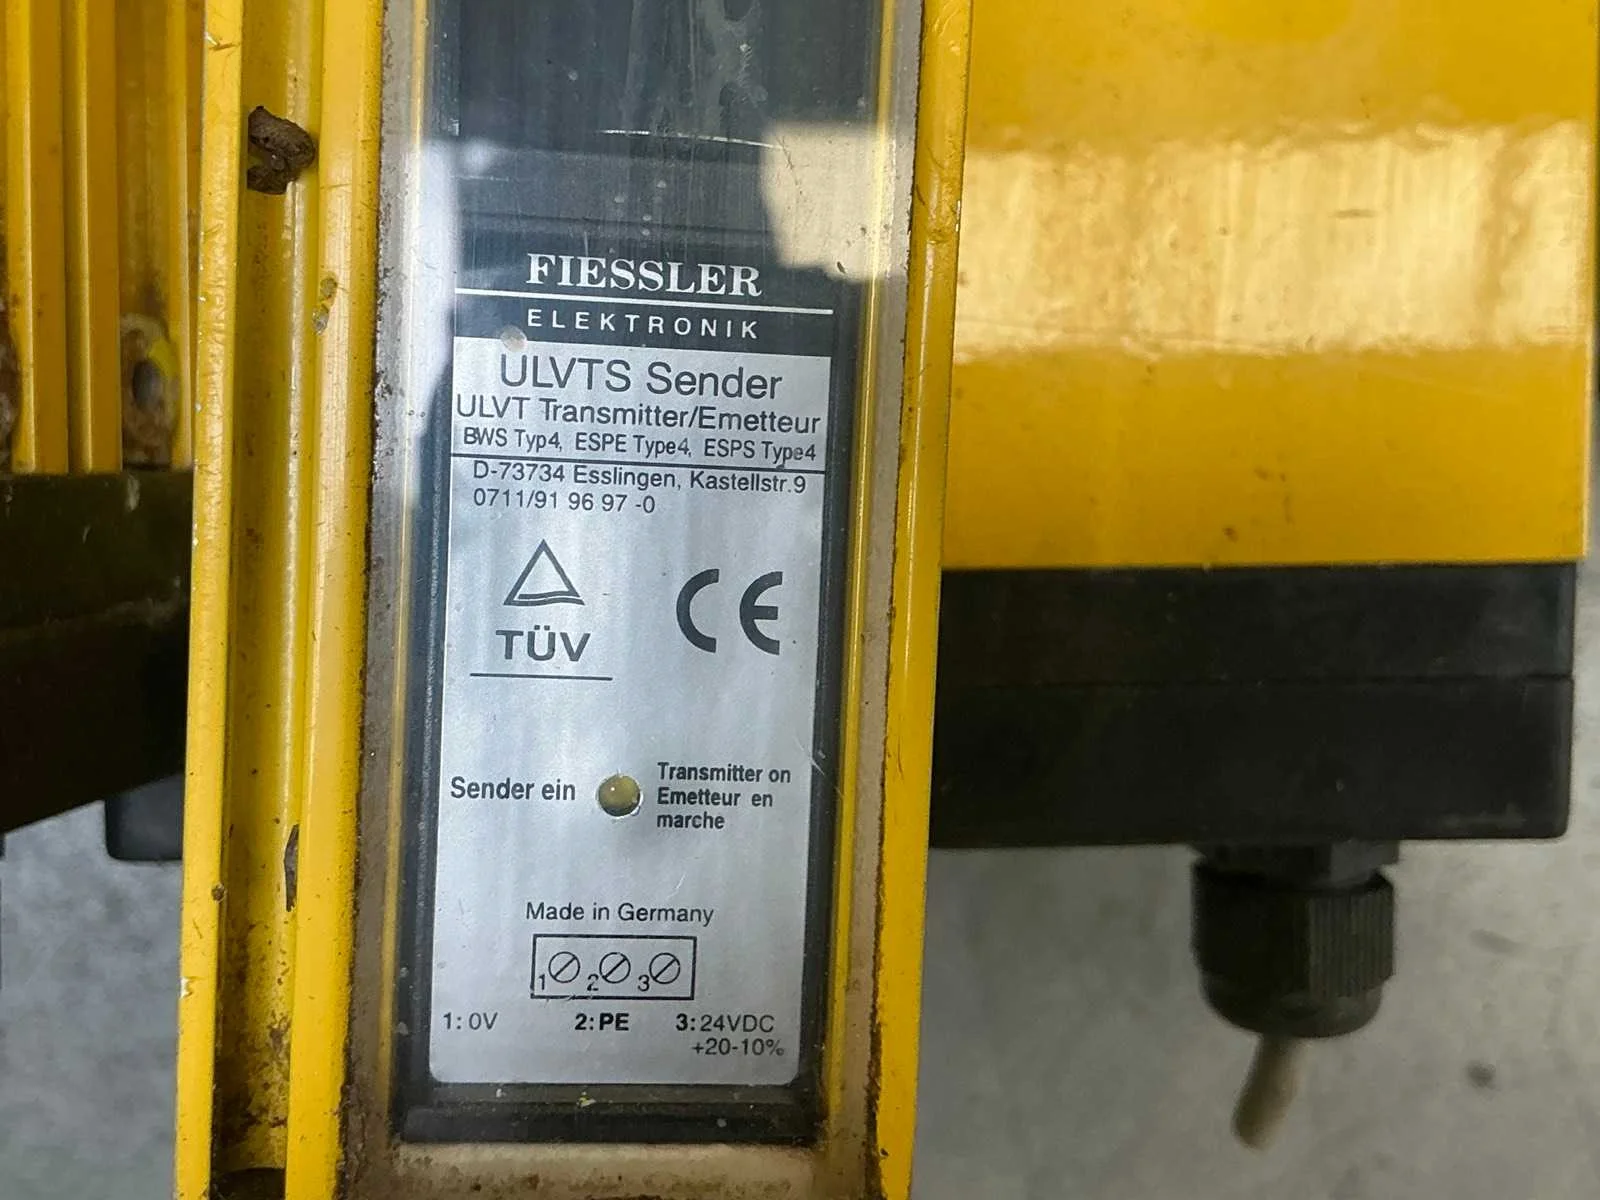 FIESSLER
ELEKTRONIK
ULVTS Sender
ULVT Transmitter/Emetteur
BWS Typ4, ESPE Type4, ESPS Type4
D-73734 Esslingen, Kastellstr.9
0711/91 96 97 -0
TÜV
CE
Sender ein
Transmitter on
Emetteur en
marche
Made in Germany
1 2 3
1: 0V 2: PE 3: 24VDC
+20-10%